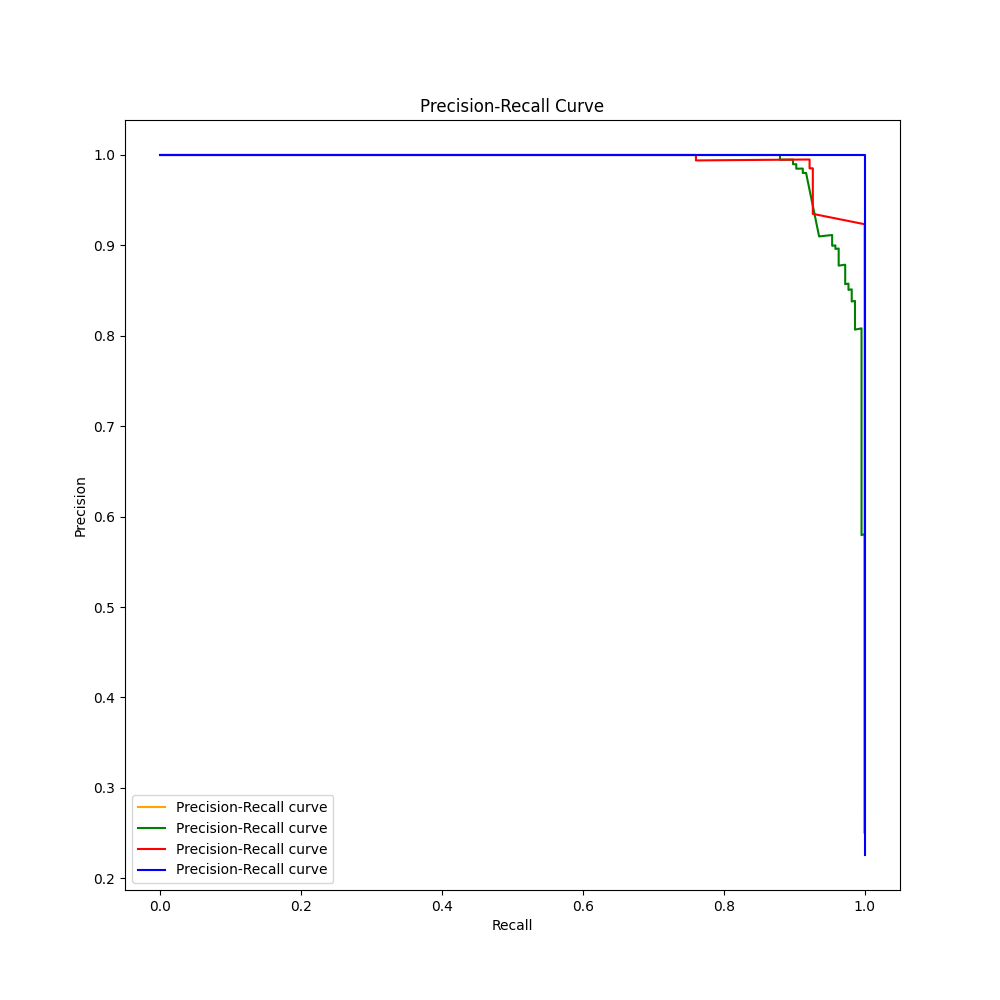 Precision-Recall Curve
1.0
0.9
0.8
0.7
0.6
0.5
0.4
0.3
0.2
Precision
Precision-Recall curve
Precision-Recall curve
Precision-Recall curve
Precision-Recall curve
0.0 0.2 0.4 0.6 0.8 1.0
Recall